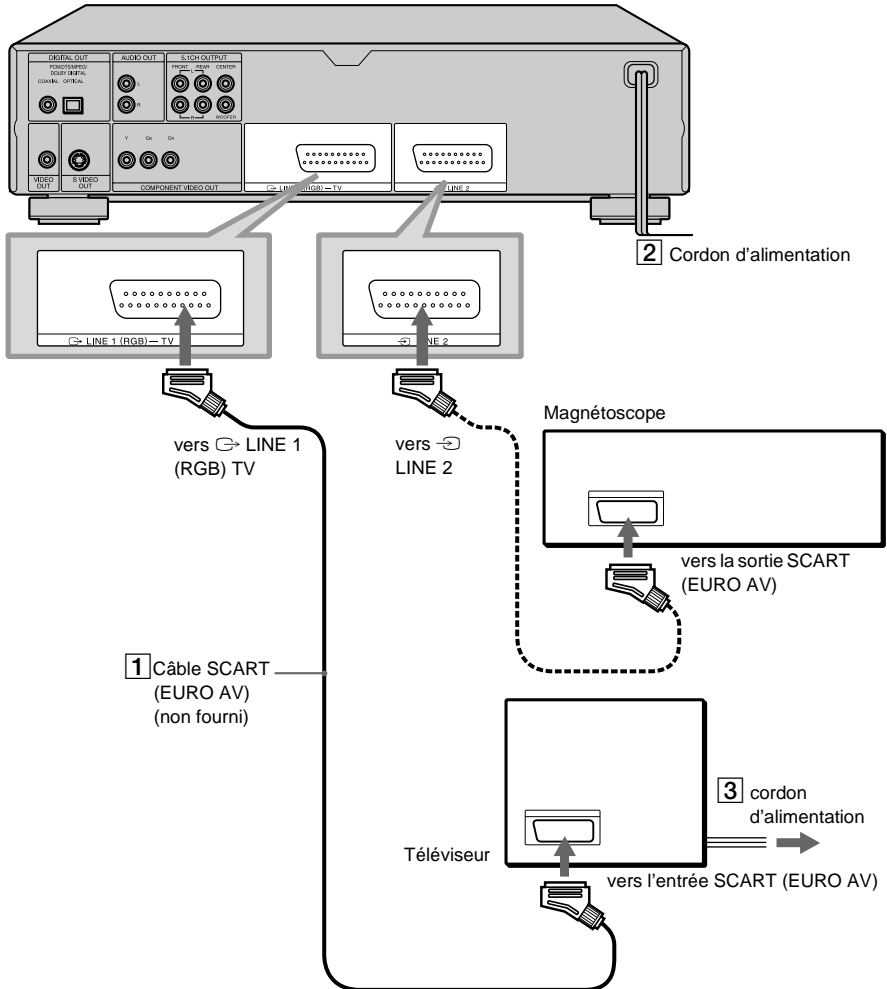 DIGITAL OUT
PCM/DTS/MPEG/
DOLBY DIGITAL
COAXIAL OPTICAL
AUDIO OUT
L
R
5.1CH OUTPUT
FRONT REAR CENTER
L
R
WOOFER
VIDEO
OUT
S VIDEO
OUT
Y
COMPONENT VIDEO OUT
LINE (RGB) — TV
LINE 2
2 Cordon d'alimentation
LINE 1 (RGB) — TV
LINE 2
vers LINE 1
(RGB) TV
vers
LINE 2
Magnétoscope
vers la sortie SCART
(EURO AV)
1 Câble SCART
(EURO AV)
(non fourni)
3 cordon
d'alimentation
Téléviseur
vers l'entrée SCART (EURO AV)